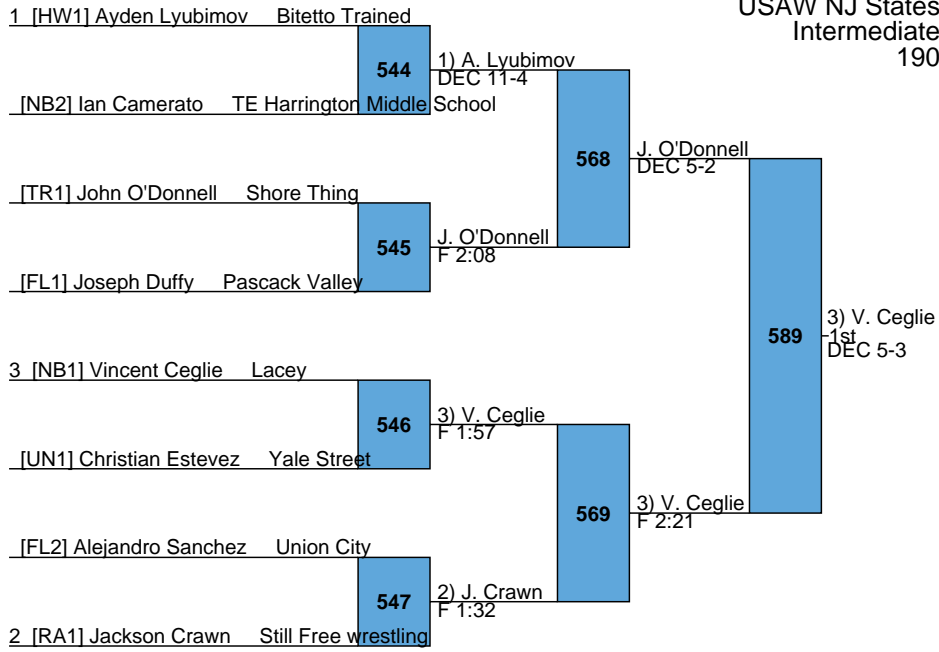 USAW NJ States
Intermediate
190
1 [HW1] Ayden Lyubimov Bitetto Trained
544
1) A. Lyubimov
DEC 11-4
[NB2] Ian Camerato TE Harrington Middle School
568
J. O'Donnell
DEC 5-2
[TR1] John O'Donnell Shore Thing
545
J. O'Donnell
F 2:08
[FL1] Joseph Duffy Pascack Valley
589
3) V. Ceglie
1st
DEC 5-3
3 [NB1] Vincent Ceglie Lacey
546
3) V. Ceglie
F 1:57
[UN1] Christian Estevez Yale Street
569
3) V. Ceglie
F 2:21
[FL2] Alejandro Sanchez Union City
547
2) J. Crawn
F 1:32
2 [RA1] Jackson Crawn Still Free wrestling